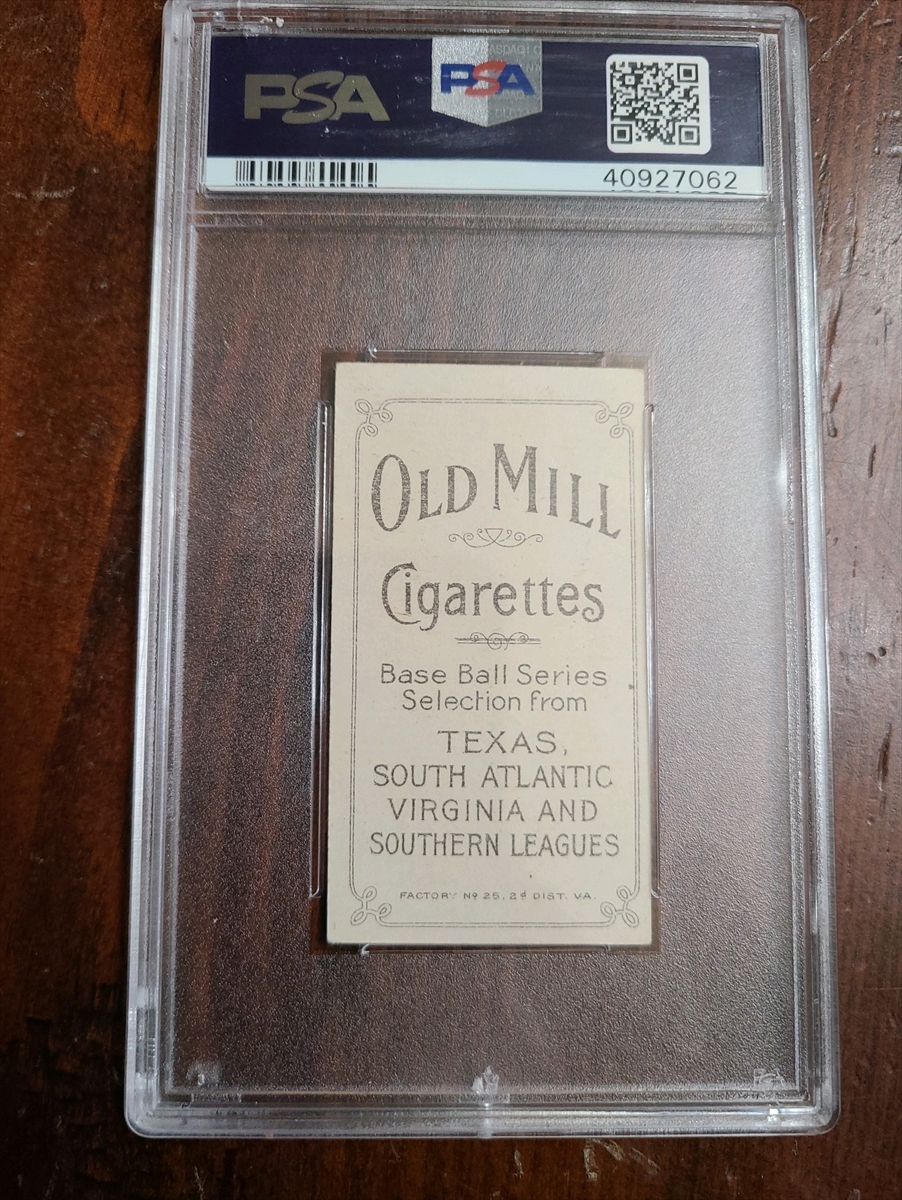 PSA
PSA
40927062
OLD MILL
Cigarettes
Base Ball Series
Selection from
TEXAS,
SOUTH ATLANTIC
VIRGINIA AND
SOUTHERN LEAGUES
FACTORY Nº 25, 2d DIST. VA.